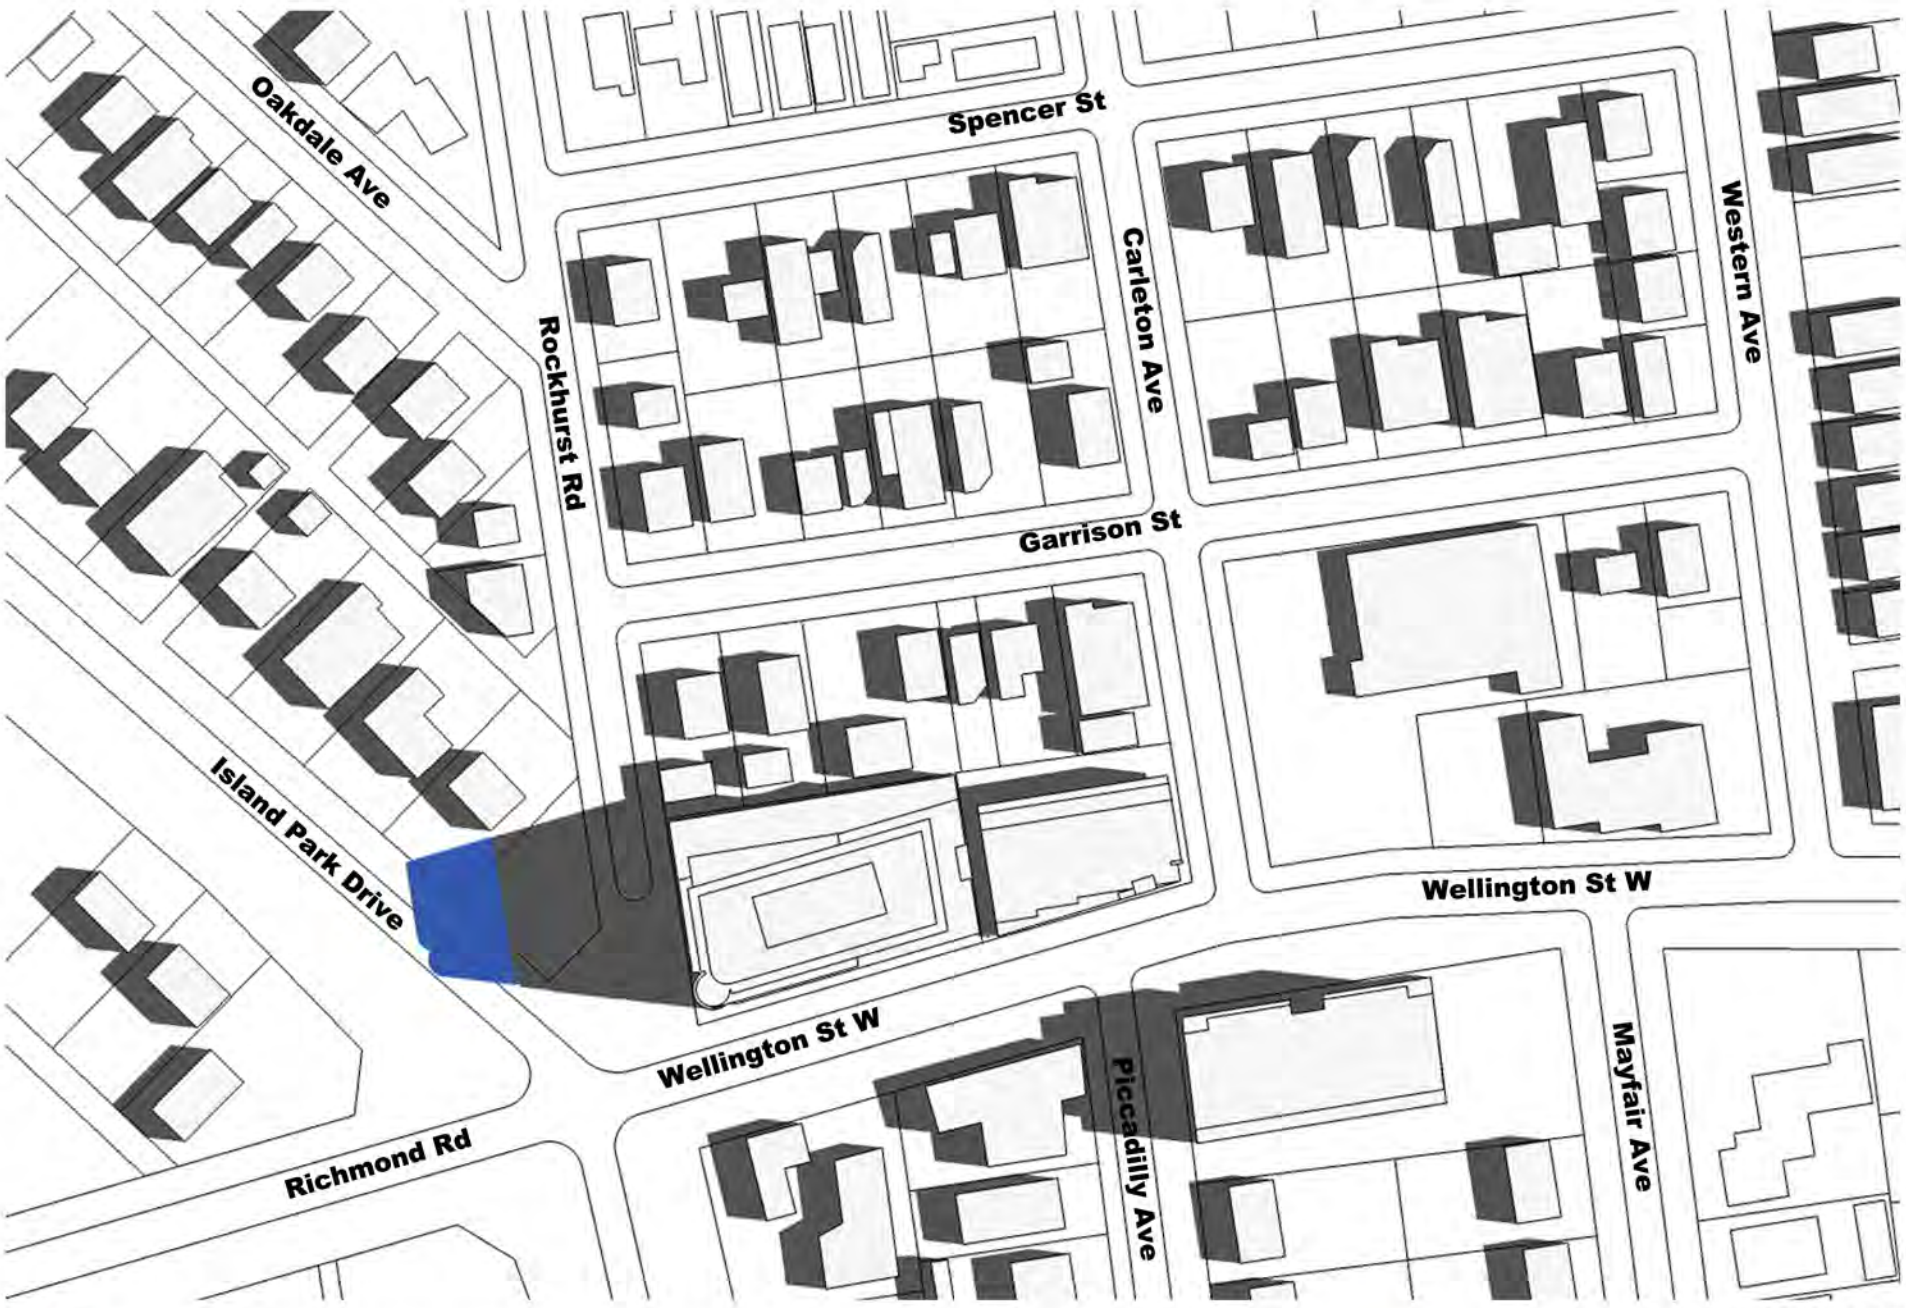 Oakdale Ave
Spencer St
Western Ave
Carleton Ave
Rockhurst Rd
Garrison St
Island Park Drive
Wellington St W
Wellington St W
Mayfair Ave
Piccadilly Ave
Richmond Rd